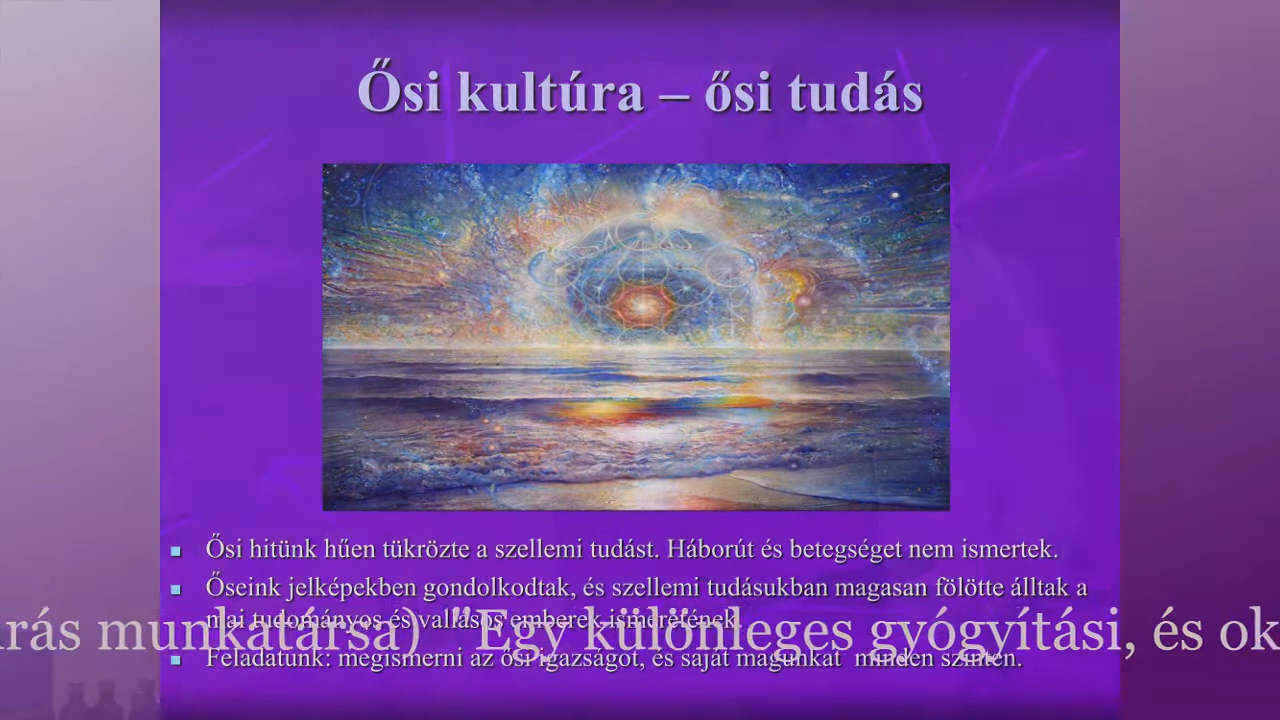 Ősi kultúra – ősi tudás
Ősi hitünk hűen tükrözte a szellemi tudást. Háborút és betegséget nem ismertek.
Őseink jelképekben gondolkodtak, és szellemi tudásukban magasan fölötte álltak a
mai tudományos és vallásos emberek ismeretének.
munkatársa) "Egy különleges gyógyítási, és
Feladatunk: megismerni az ősi igazságot, és saját magunkat minden szinten.